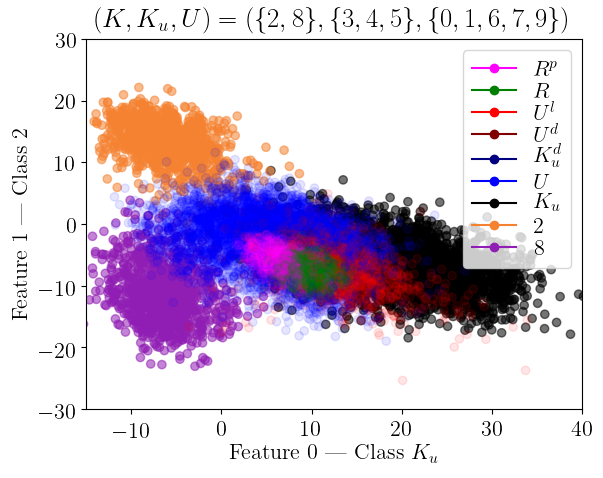 (K, K_u, U) = ({2, 8}, {3, 4, 5}, {0, 1, 6, 7, 9})
30
20
10
0
−10
−20
−30
Feature 1 — Class 2
R^p
R
U^l
U^d
K_u^d
U
K_u
2
8
−10 0 10 20 30 40
Feature 0 — Class K_u